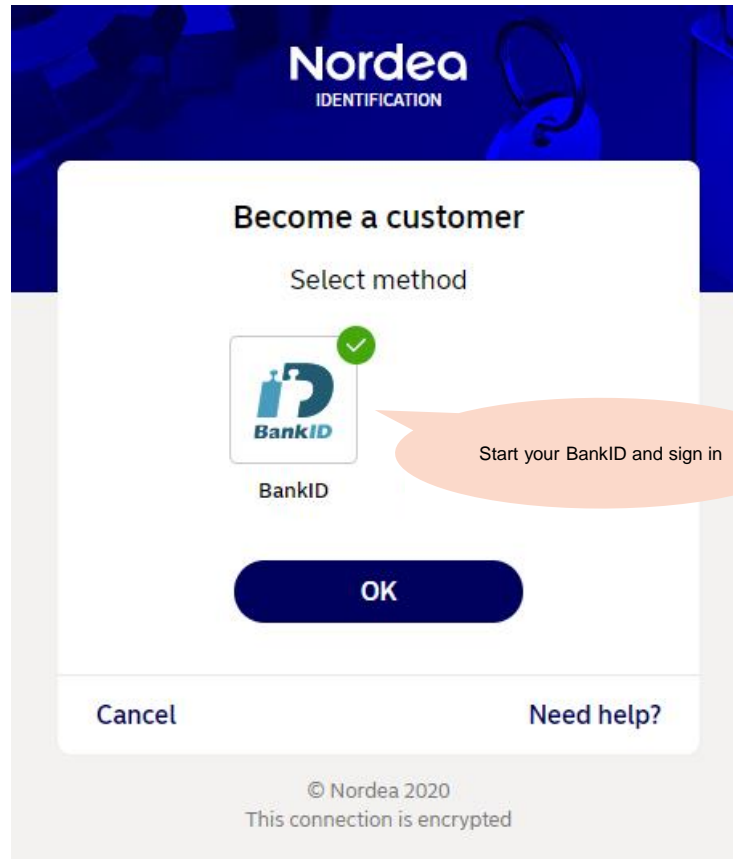 Nordea
IDENTIFICATION
Become a customer
Select method
BankID
Start your BankID and sign in
BankID
OK
Cancel
Need help?
© Nordea 2020
This connection is encrypted